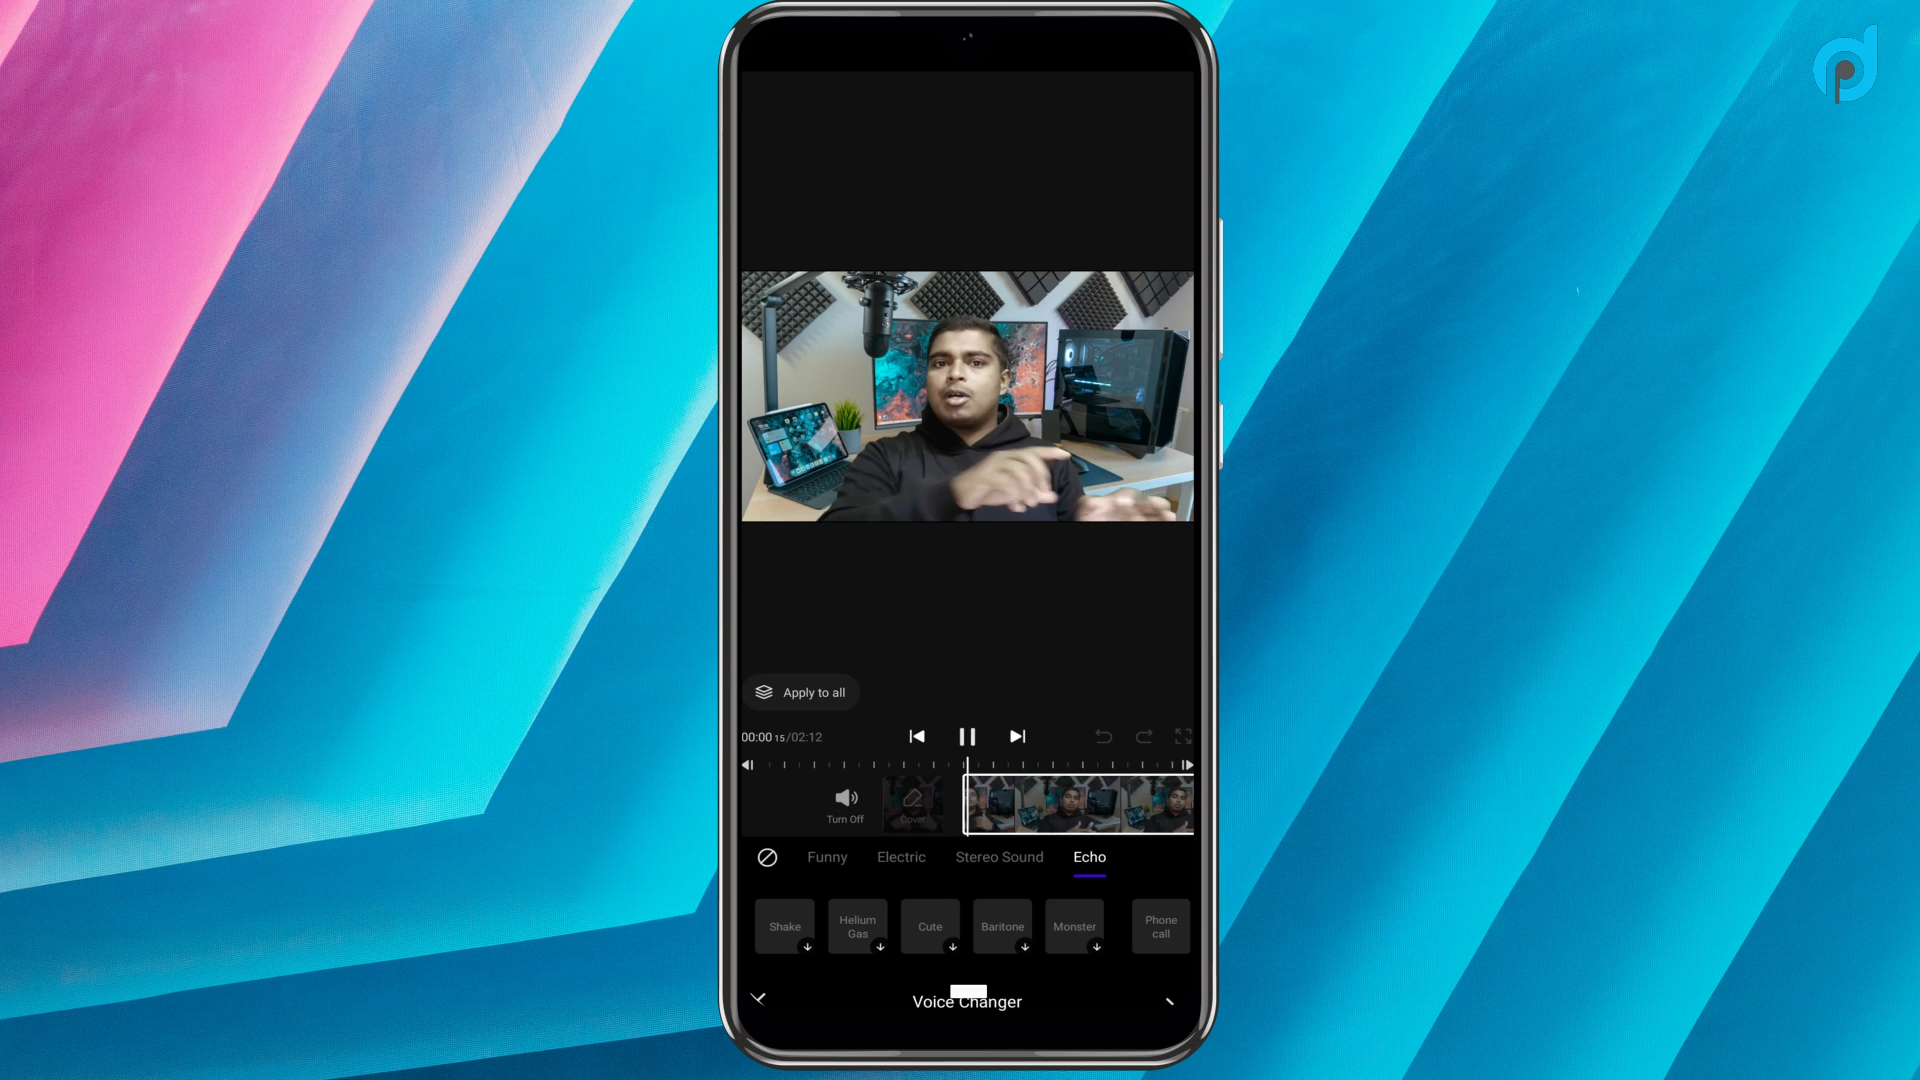 Apply to all
00:00 15/02:12
Turn Off
Cover
Funny
Electric
Stereo Sound
Echo
Shake
Helium
Gas
Cute
Baritone
Monster
Phone
call
Voice Changer